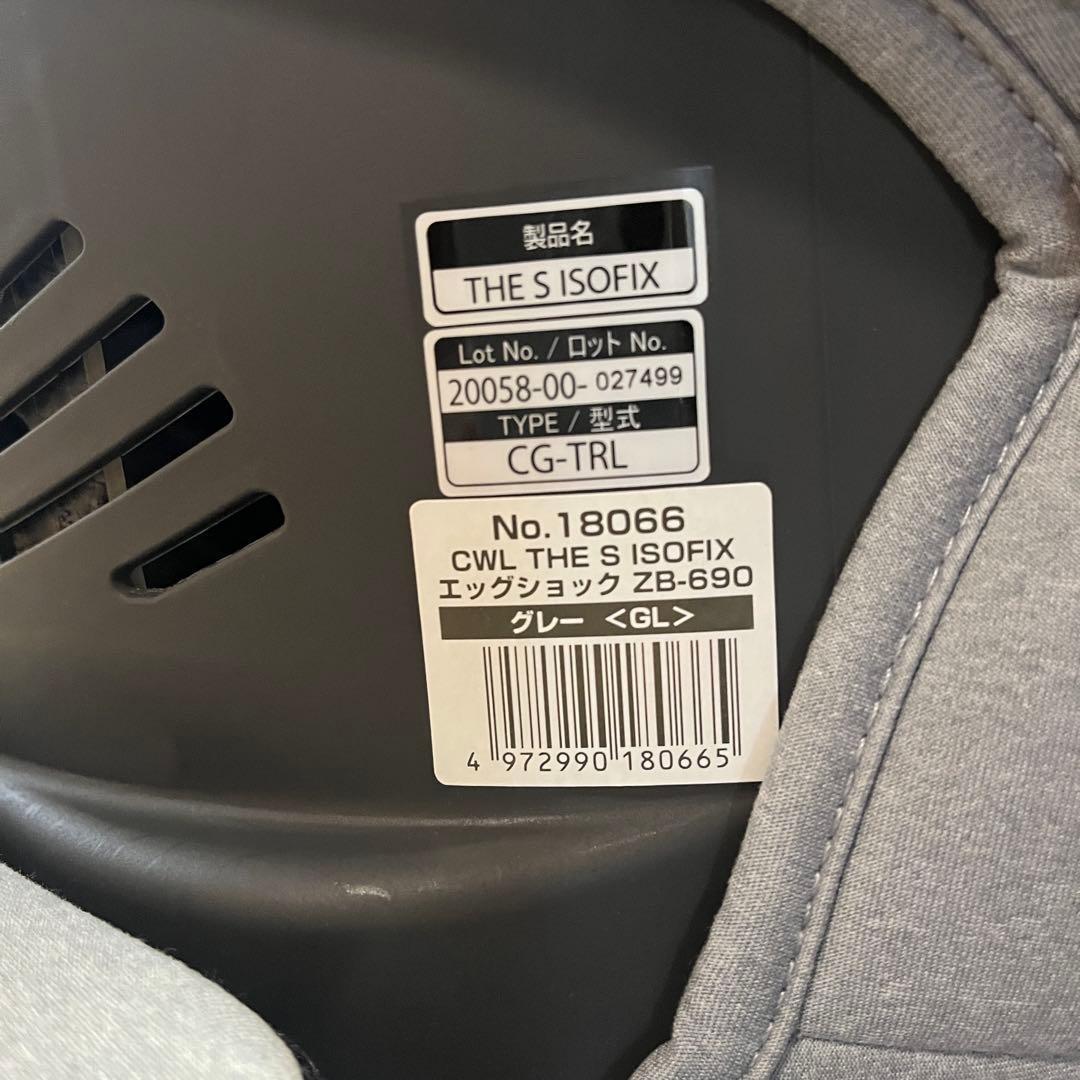 製品名
THE S ISOFIX
Lot No. / ロット No.
20058-00-027499
TYPE / 型式
CG-TRL
No.18066
CWL THE S ISOFIX
エッグショック ZB-690
グレー <GL>
4 972990 180665